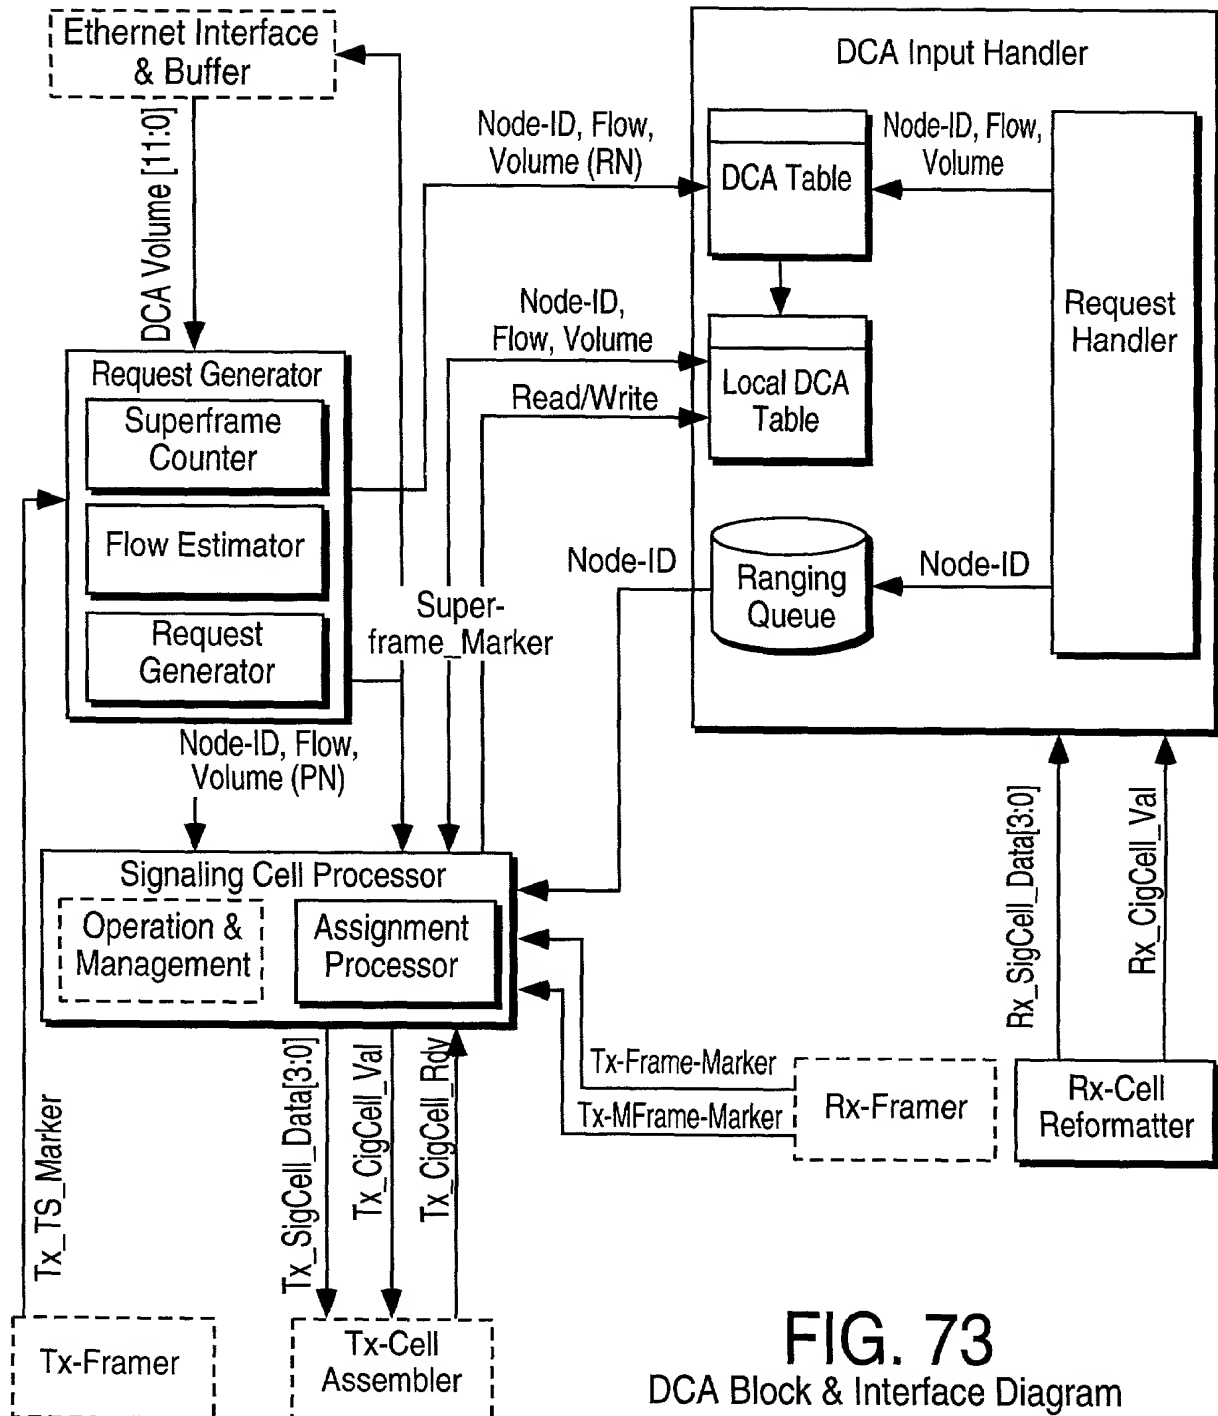 Ethernet Interface
& Buffer
DCA Volume [11:0]
Request Generator
Superframe
Counter
Flow Estimator
Request
Generator
Node-ID, Flow,
Volume (PN)
Node-ID, Flow,
Volume (RN)
Node-ID,
Flow, Volume
Read/Write
Super-
frame_Marker
Node-ID
DCA Input Handler
DCA Table
Node-ID, Flow,
Volume
Local DCA
Table
Ranging
Queue
Node-ID
Request
Handler
Signaling Cell Processor
Operation &
Management
Assignment
Processor
Tx_TS_Marker
Tx_SigCell_Data[3:0]
Tx_CigCell_Val
Tx_CigCell_Rdy
Tx-Frame-Marker
Tx-MFrame-Marker
Rx-Framer
Rx_SigCell_Data[3:0]
Rx_CigCell_Val
Rx-Cell
Reformatter
Tx-Framer
Tx-Cell
Assembler
FIG. 73
DCA Block & Interface Diagram